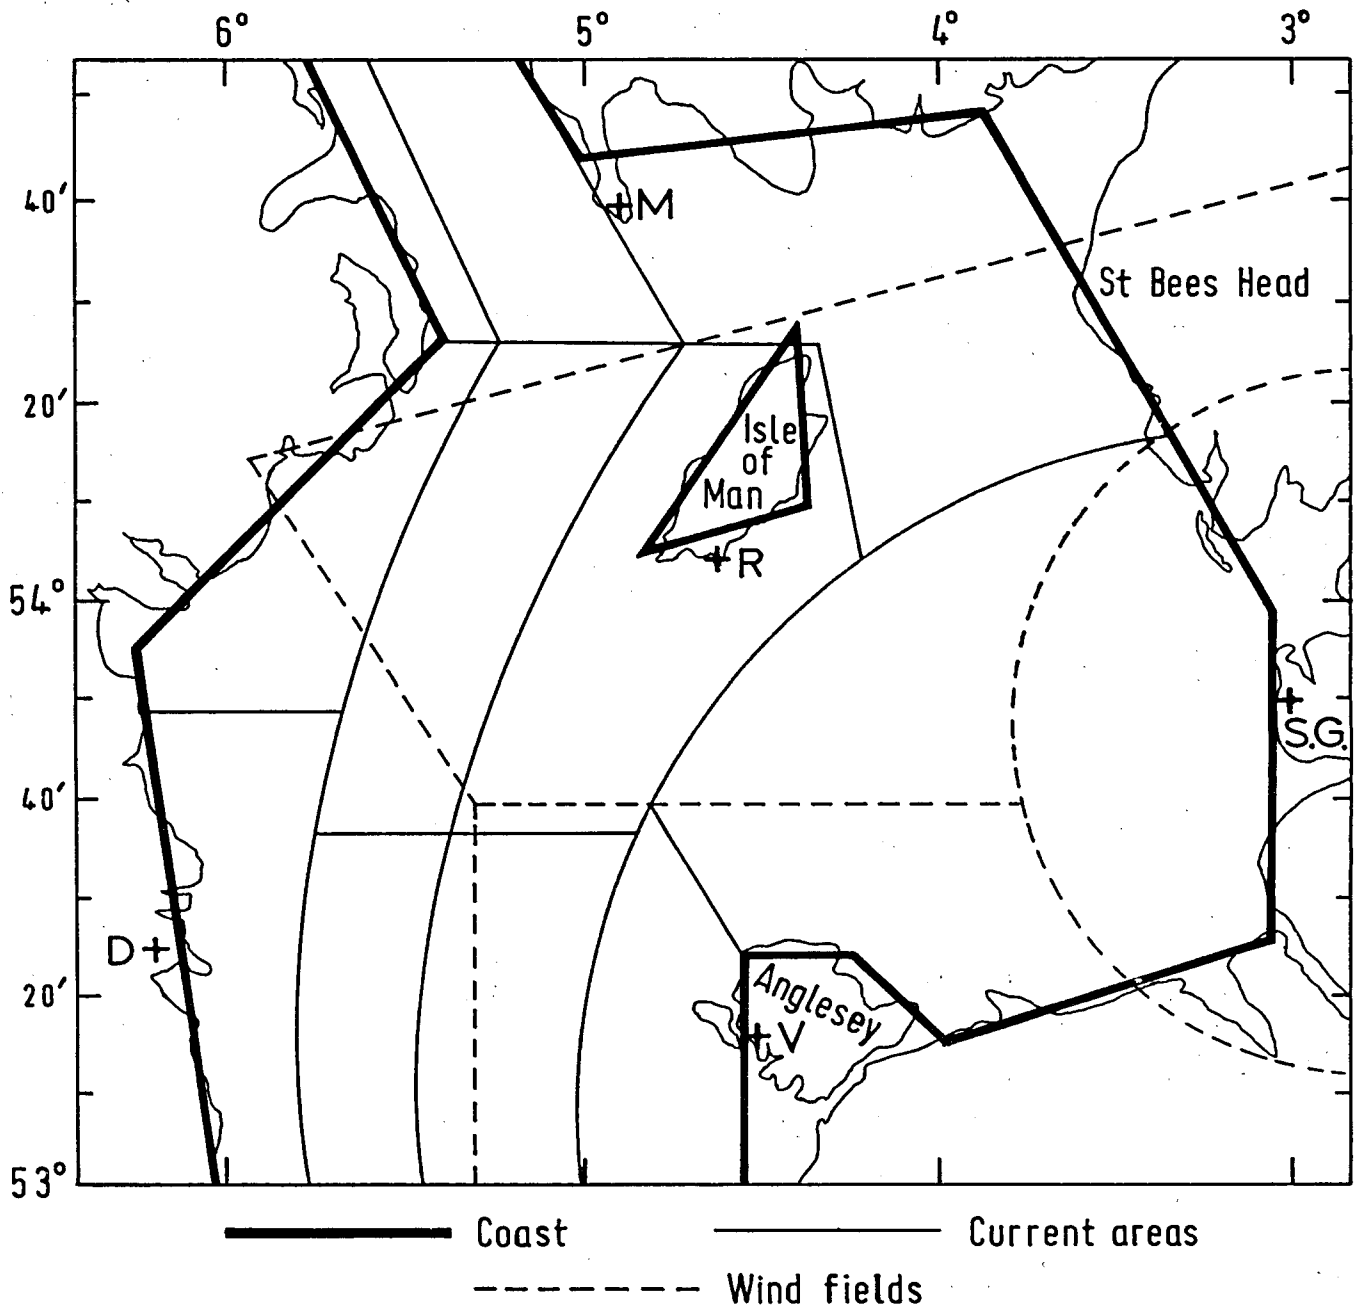 6° 5° 4° 3°
40′
+M
St Bees Head
20′
Isle
of
Man
+R
54°
+
S.G.
40′
D+
20′
Anglesey
+V
53°
Coast
Current areas
Wind fields